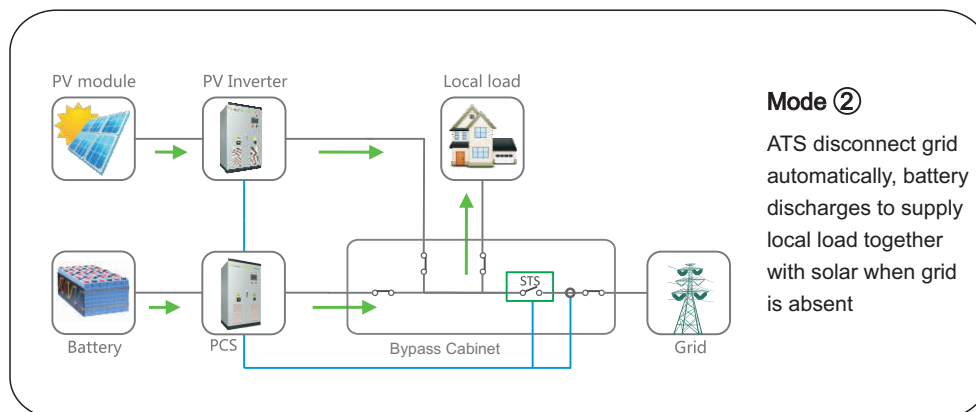 PV module
PV Inverter
Local load
Mode ②
ATS disconnect grid
automatically, battery
discharges to supply
local load together
with solar when grid
is absent
STS
Battery
PCS
Bypass Cabinet
Grid